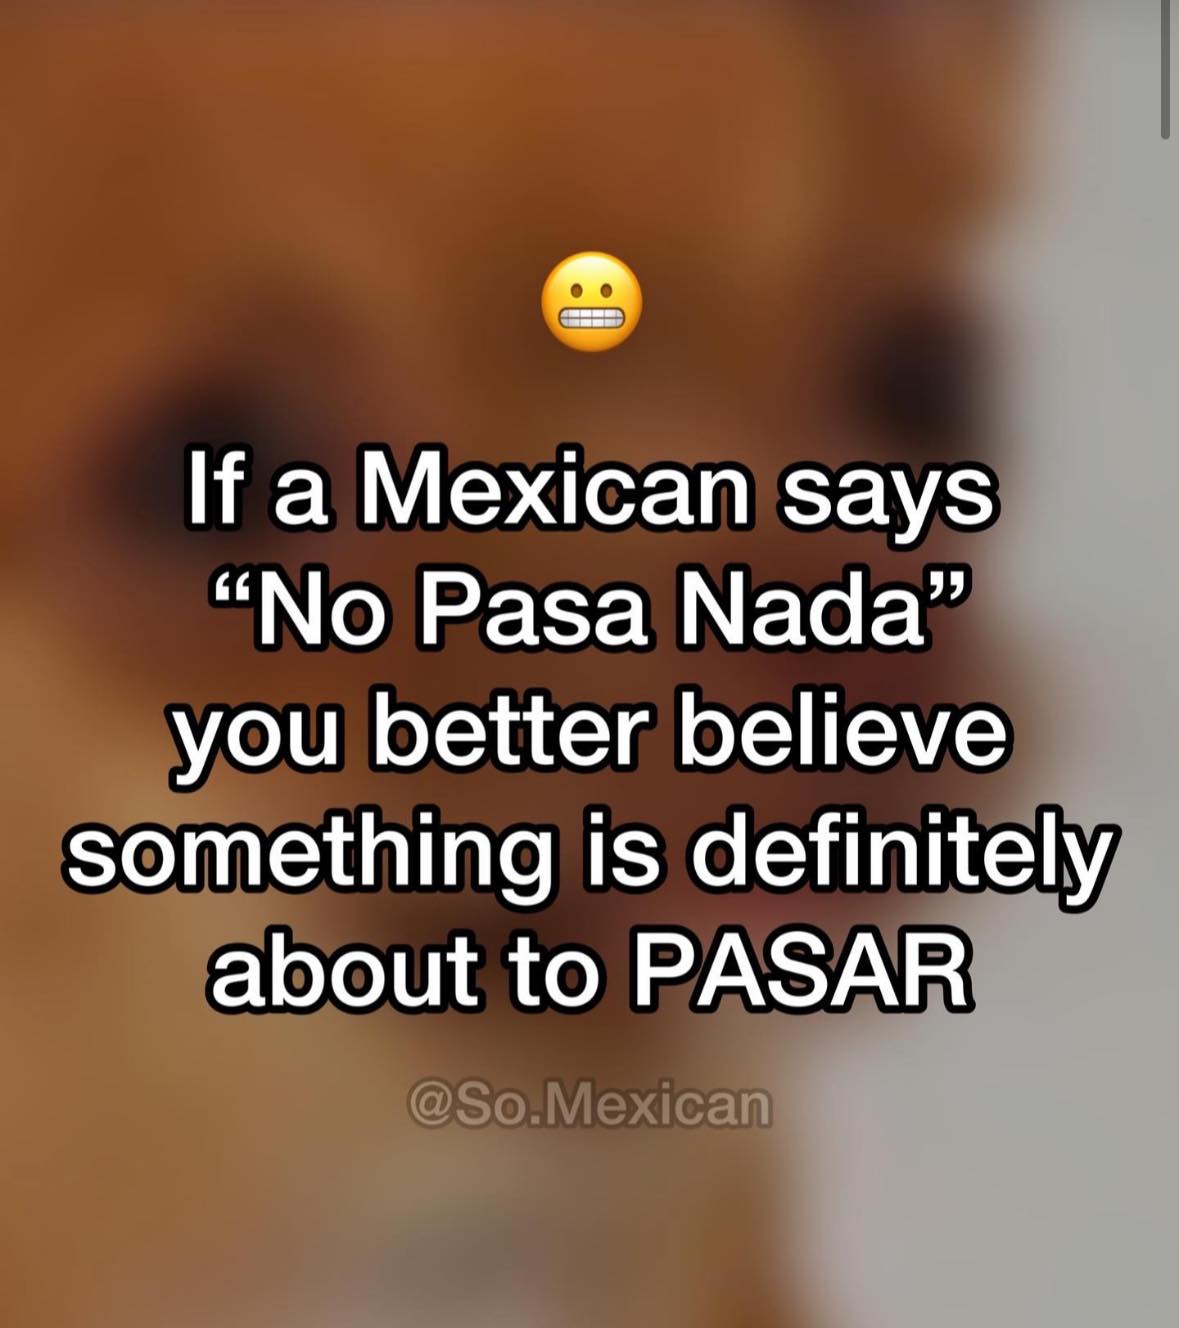 😬
If a Mexican says
“No Pasa Nada”
you better believe
something is definitely
about to PASAR
@So.Mexican